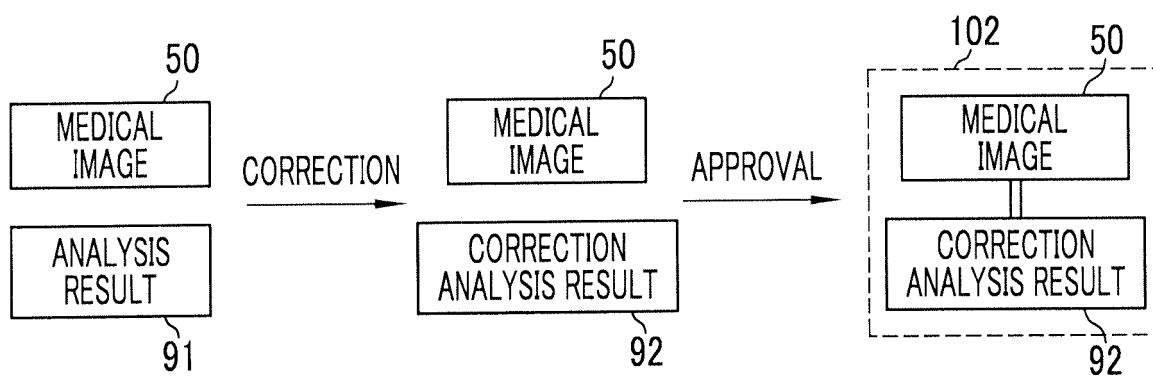 50
MEDICAL
IMAGE
ANALYSIS
RESULT
91
CORRECTION
50
MEDICAL
IMAGE
CORRECTION
ANALYSIS RESULT
92
APPROVAL
102
50
MEDICAL
IMAGE
CORRECTION
ANALYSIS RESULT
92